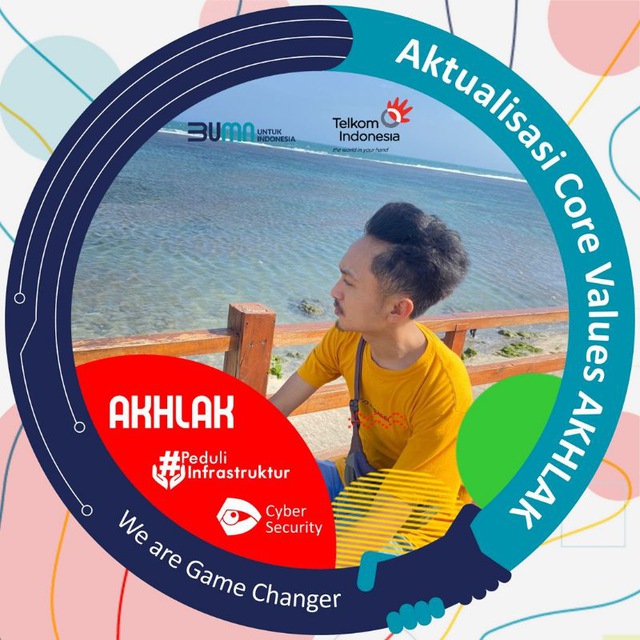 BUMN UNTUK
INDONESIA
Telkom
Indonesia
the world in your hand
Aktualisasi Core Values AKHLAK
AKHLAK
#Peduli
Infrastruktur
Cyber
Security
We are Game Changer